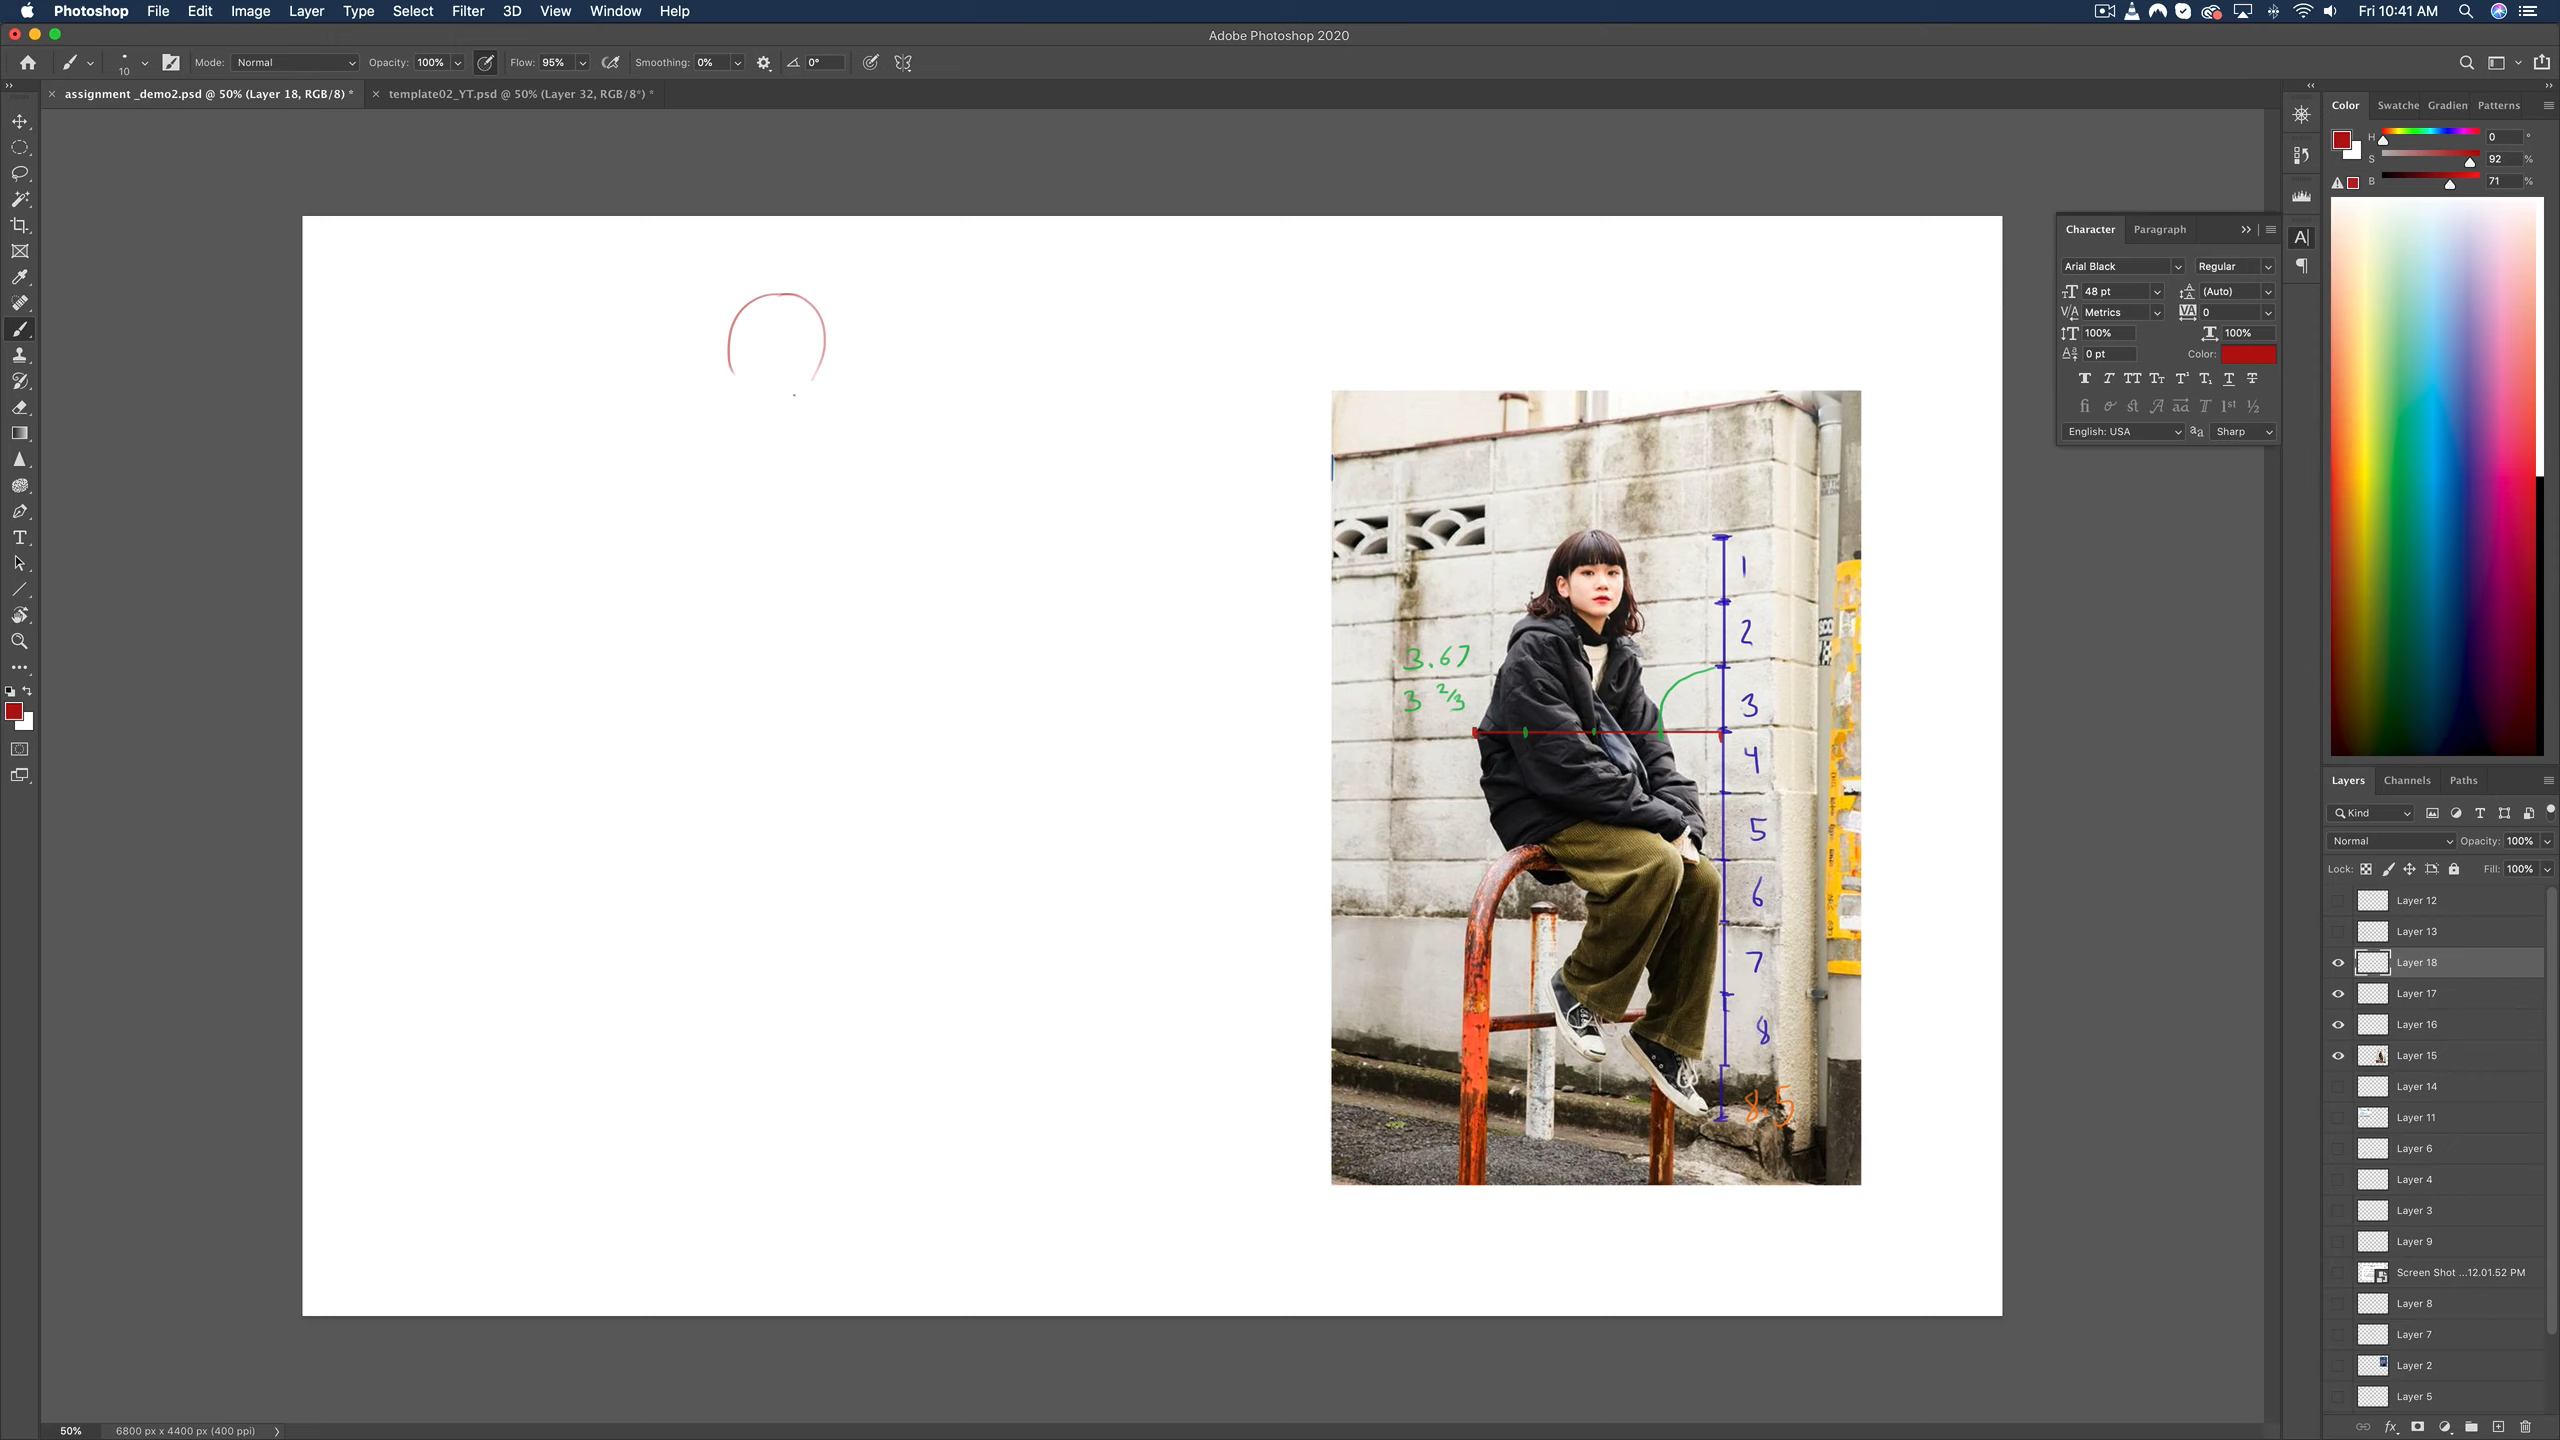 Photoshop File Edit Image Layer Type Select Filter 3D View Window Help
Fri 10:41 AM
Adobe Photoshop 2020
10 Mode: Normal Opacity: 100% Flow: 95% Smoothing: 0% 0°
assignment _demo2.psd @ 50% (Layer 18, RGB/8) *
template02_YT.psd @ 50% (Layer 32, RGB/8*) *
Color Swatche Gradien Patterns
H 0 °
S 92 %
B 71 %
Character Paragraph
Arial Black Regular
48 pt (Auto)
Metrics 0
100% 100%
0 pt Color:
English: USA Sharp
1
2
3
4
5
6
7
8
8.5
3.67
3 2/3
Layers Channels Paths
Kind
Normal Opacity: 100%
Lock: Fill: 100%
Layer 12
Layer 13
Layer 18
Layer 17
Layer 16
Layer 15
Layer 14
Layer 11
Layer 6
Layer 4
Layer 3
Layer 9
Screen Shot ...12.01.52 PM
Layer 8
Layer 7
Layer 2
Layer 5
50% 6800 px x 4400 px (400 ppi)